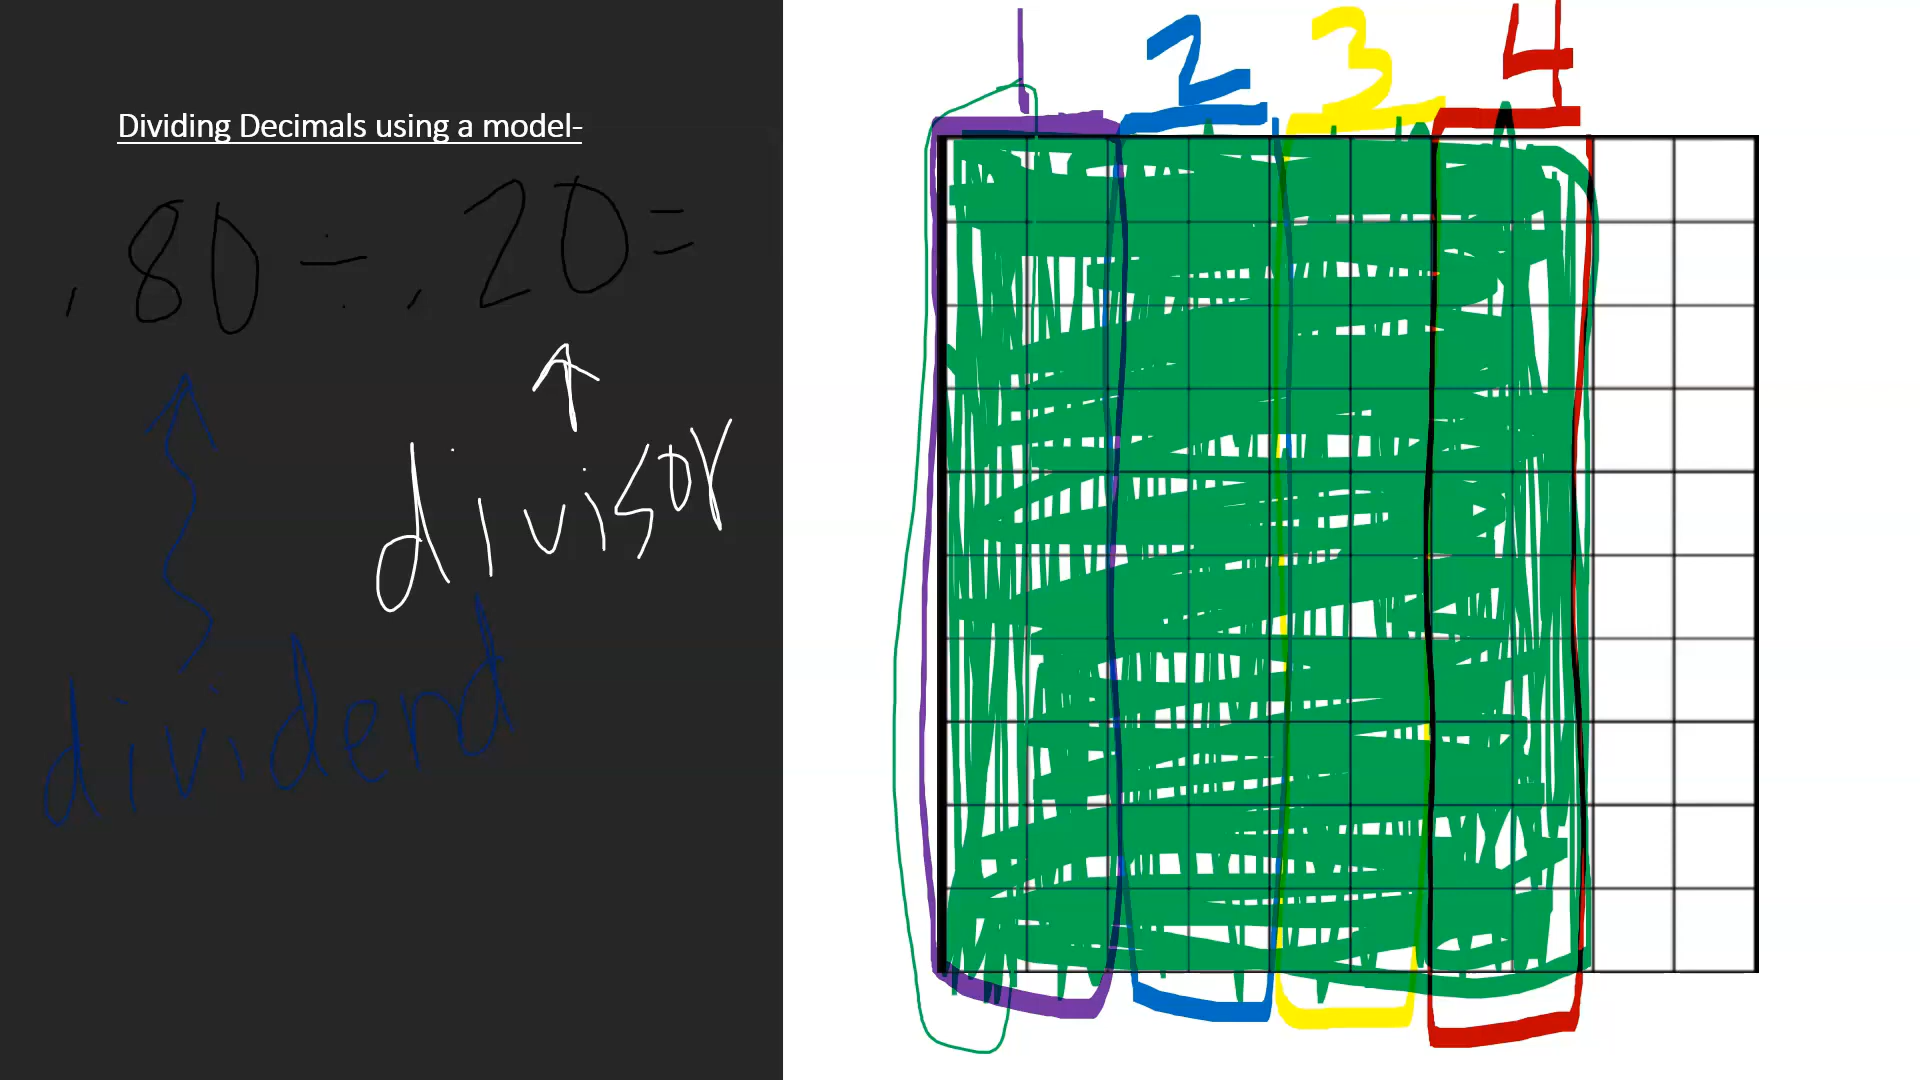 Dividing Decimals using a model-
.80 ÷ .20 =
divisor
dividend
1 2 3 4